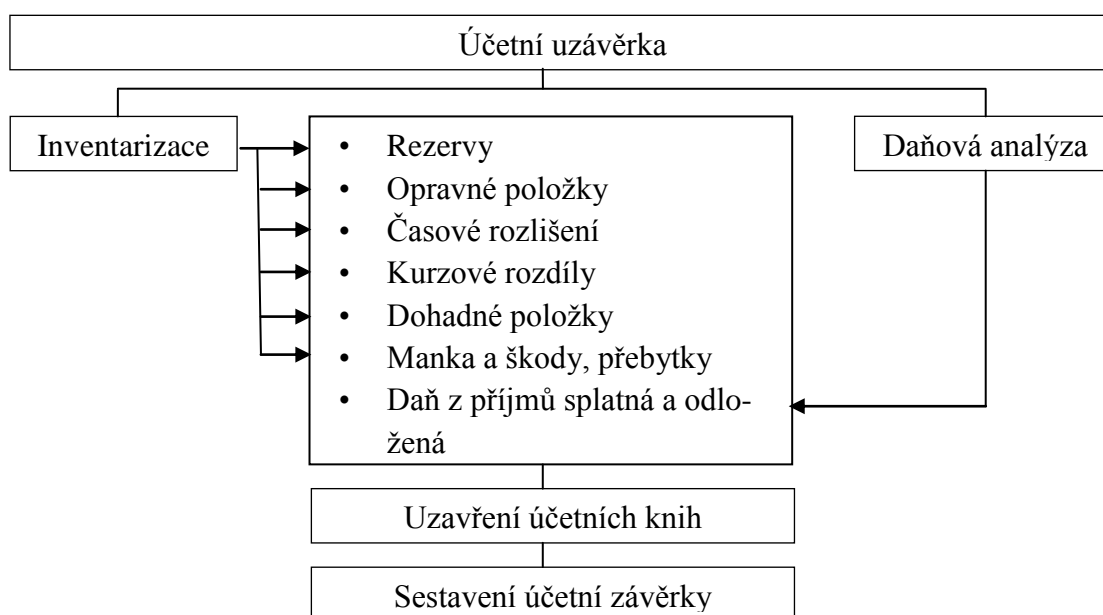 Účetní uzávěrka
Inventarizace
• Rezervy
• Opravné položky
• Časové rozlišení
• Kurzové rozdíly
• Dohadné položky
• Manka a škody, přebytky
• Daň z příjmů splatná a odlo-
žená
Daňová analýza
Uzavření účetních knih
Sestavení účetní závěrky